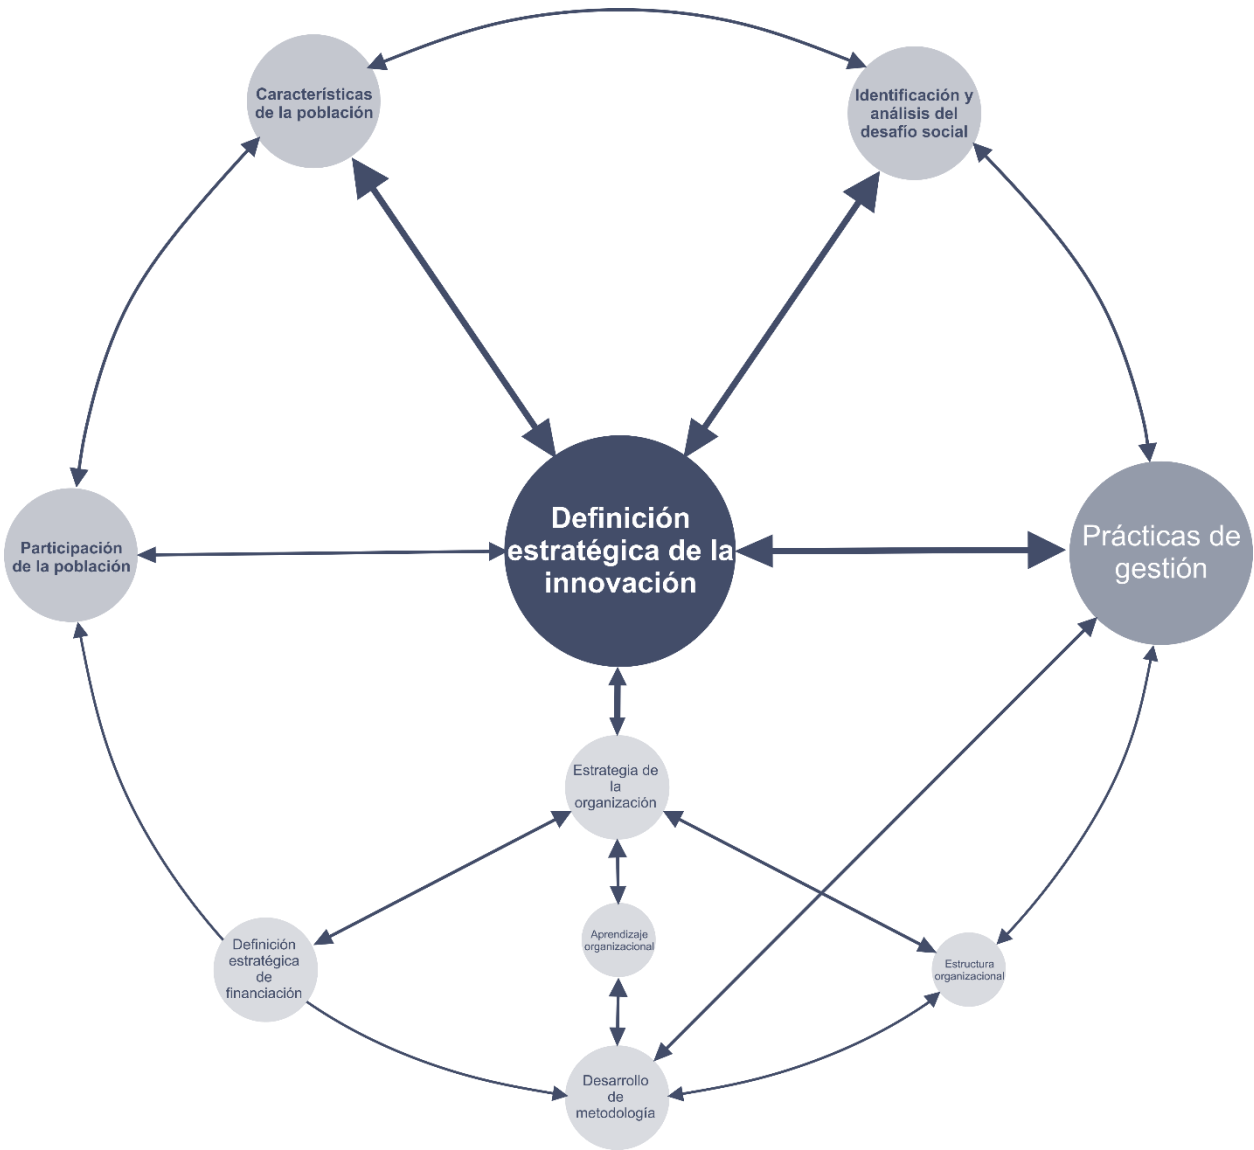 Características
de la población
Identificación y
análisis del
desafío social
Definición
estratégica de la
innovación
Prácticas de
gestión
Participación
de la población
Estrategia de
la
organización
Aprendizaje
organizacional
Definición
estratégica
de
financiación
Estructura
organizacional
Desarrollo
de
metodología